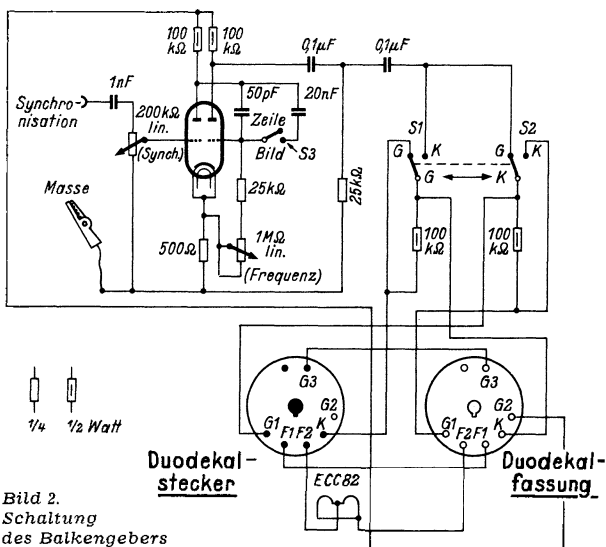 100 kΩ
100 kΩ
0,1µF
0,1µF
1nF
50pF
20nF
Synchro-
nisation
200kΩ
lin.
(Synch.)
Zeile
Bild
S3
S1
S2
G
K
G
K
G
K
Masse
25kΩ
25kΩ
500Ω
1MΩ
lin.
(Frequenz)
100 kΩ
100 kΩ
G3
G2
G1
F1
F2
K
G3
G2
G1
F2
F1
K
1/4
1/2 Watt
Duodekal-
stecker
ECC82
Duodekal-
fassung
Bild 2.
Schaltung
des Balkengebers